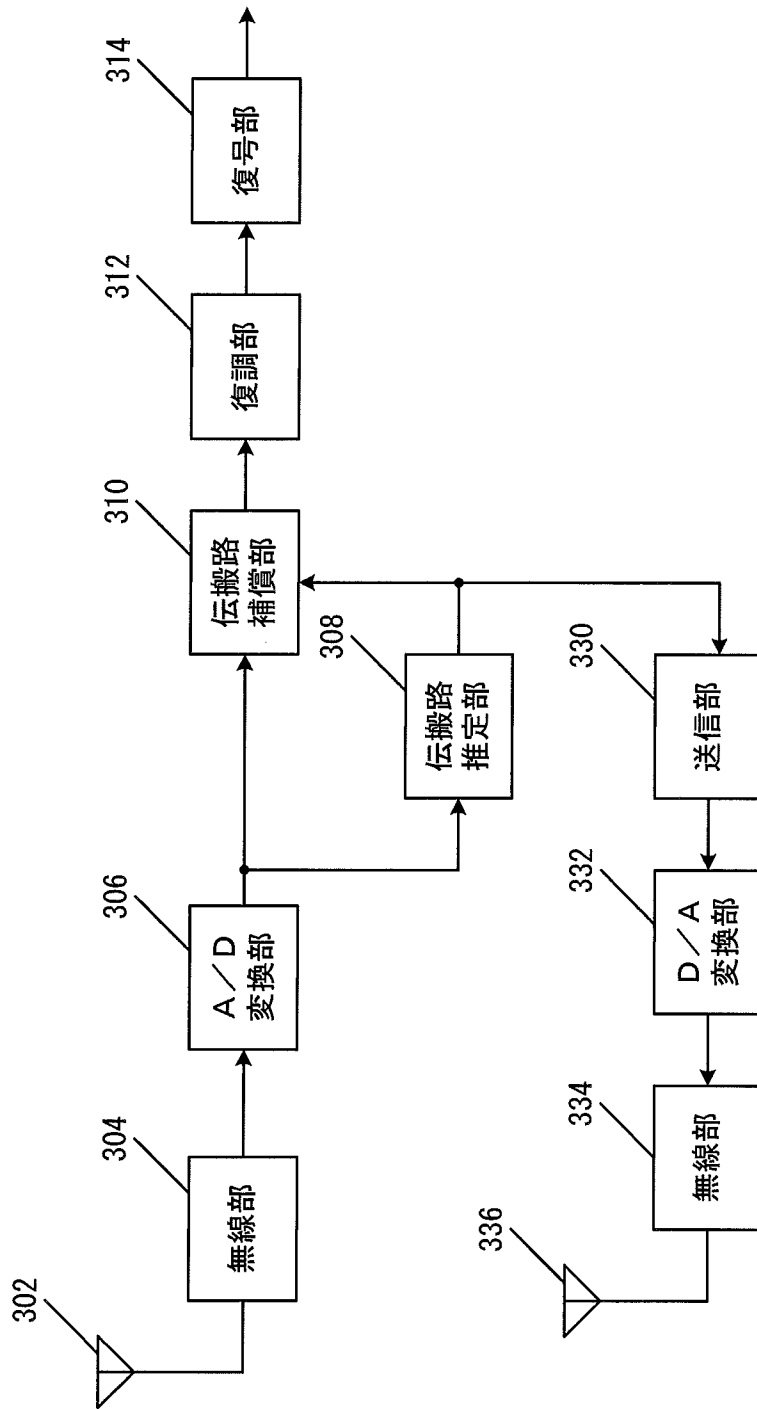 302
304
無線部
306
A／D
変換部
308
伝搬路
推定部
310
伝搬路
補償部
312
復調部
314
復号部
336
334
無線部
332
D／A
変換部
330
送信部